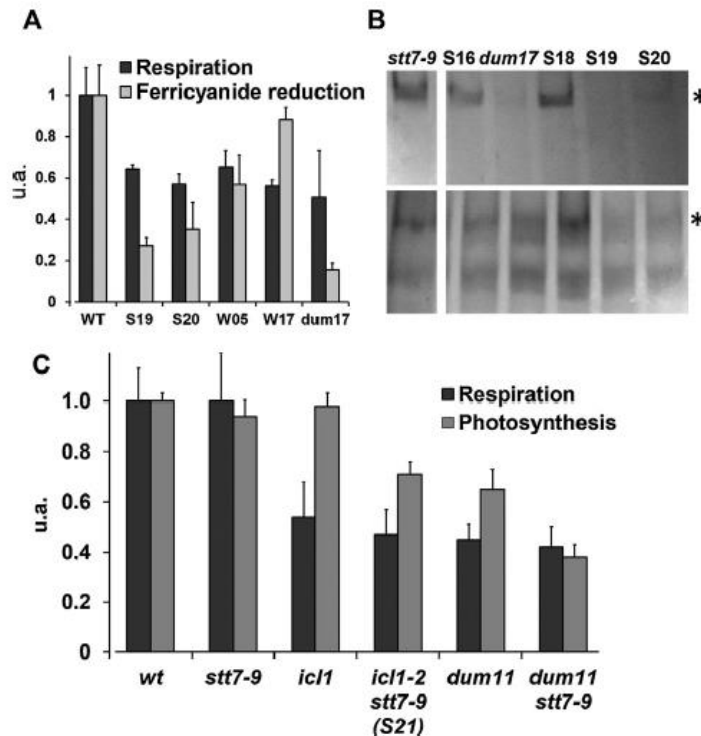 A
Respiration
Ferricyanide reduction
u.a.
1
0.8
0.6
0.4
0.2
0
WT S19 S20 W05 W17 dum17
B
stt7-9 S16 dum17 S18 S19 S20
*
*
C
Respiration
Photosynthesis
u.a.
1.0
0.8
0.6
0.4
0.2
0
wt stt7-9 icl1 icl1-2 dum11 dum11
stt7-9 stt7-9
(S21)